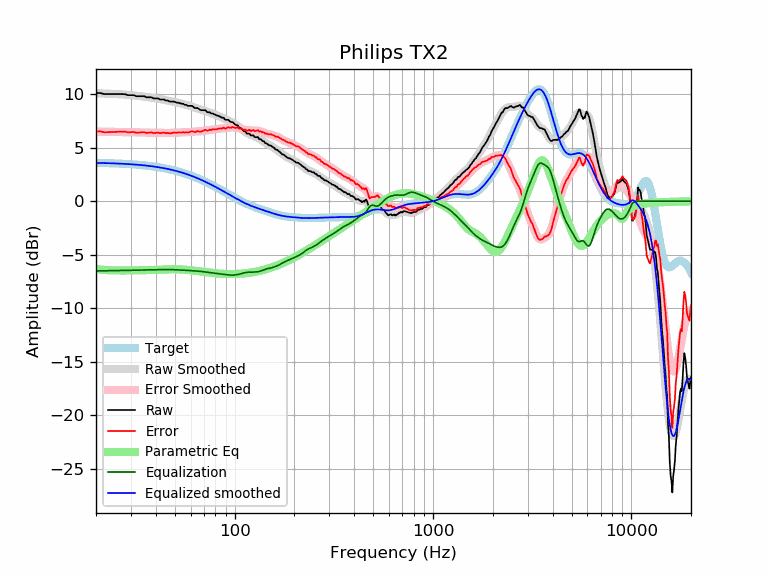 Philips TX2
10
5
0
−5
−10
−15
−20
−25
Amplitude (dBr)
Target
Raw Smoothed
Error Smoothed
Raw
Error
Parametric Eq
Equalization
Equalized smoothed
100
1000
10000
Frequency (Hz)